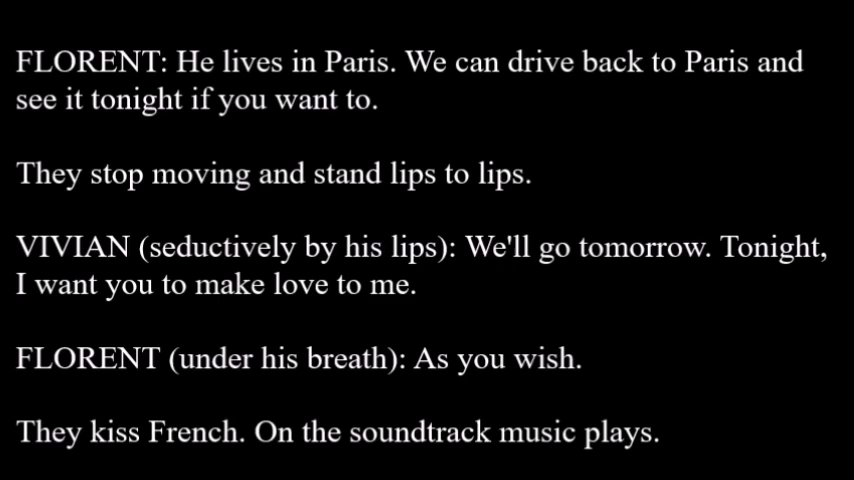 FLORENT: He lives in Paris. We can drive back to Paris and
see it tonight if you want to.
They stop moving and stand lips to lips.
VIVIAN (seductively by his lips): We'll go tomorrow. Tonight,
I want you to make love to me.
FLORENT (under his breath): As you wish.
They kiss French. On the soundtrack music plays.